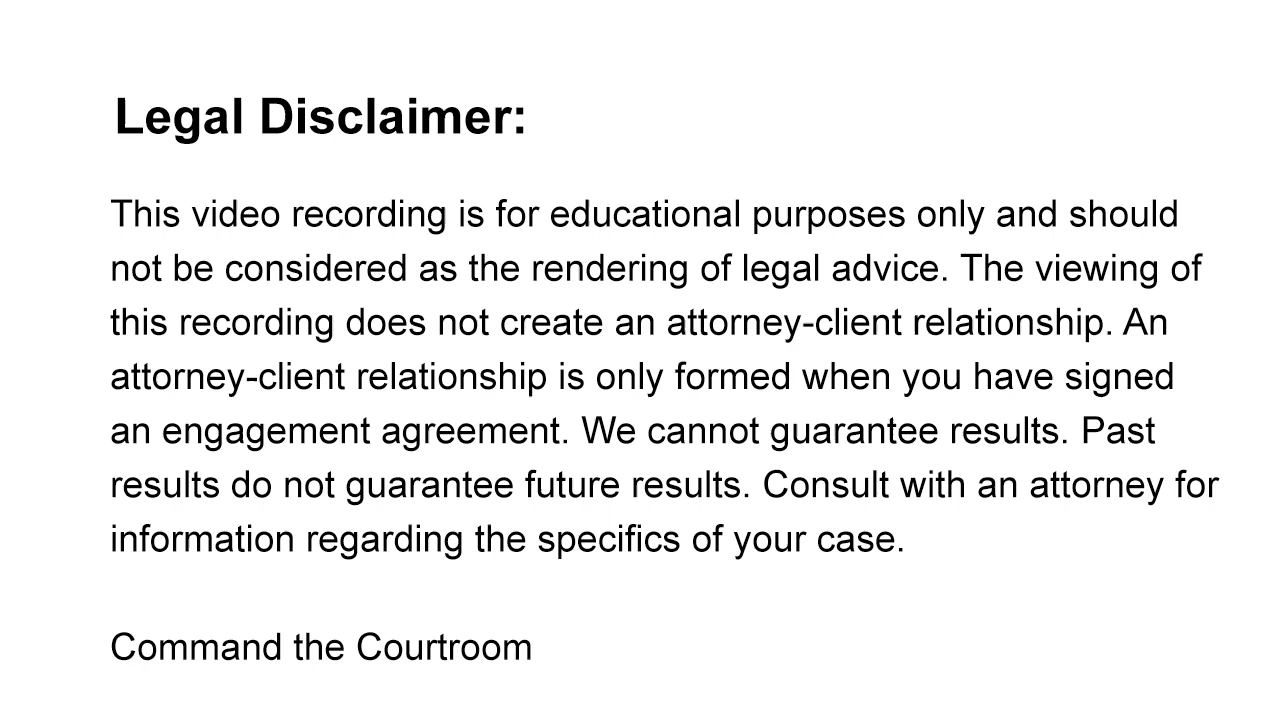 Legal Disclaimer:
This video recording is for educational purposes only and should
not be considered as the rendering of legal advice. The viewing of
this recording does not create an attorney-client relationship. An
attorney-client relationship is only formed when you have signed
an engagement agreement. We cannot guarantee results. Past
results do not guarantee future results. Consult with an attorney for
information regarding the specifics of your case.
Command the Courtroom